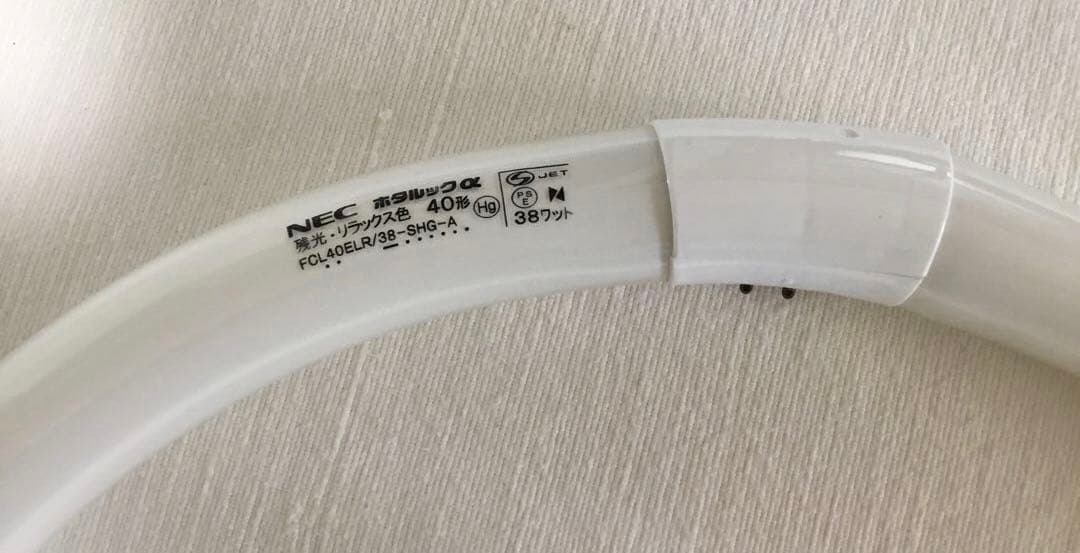 NEC ホタルックα
残光・リラックス色 40形 Hg
FCL40ELR/38-SHG-A
JET
PS E
38ワット